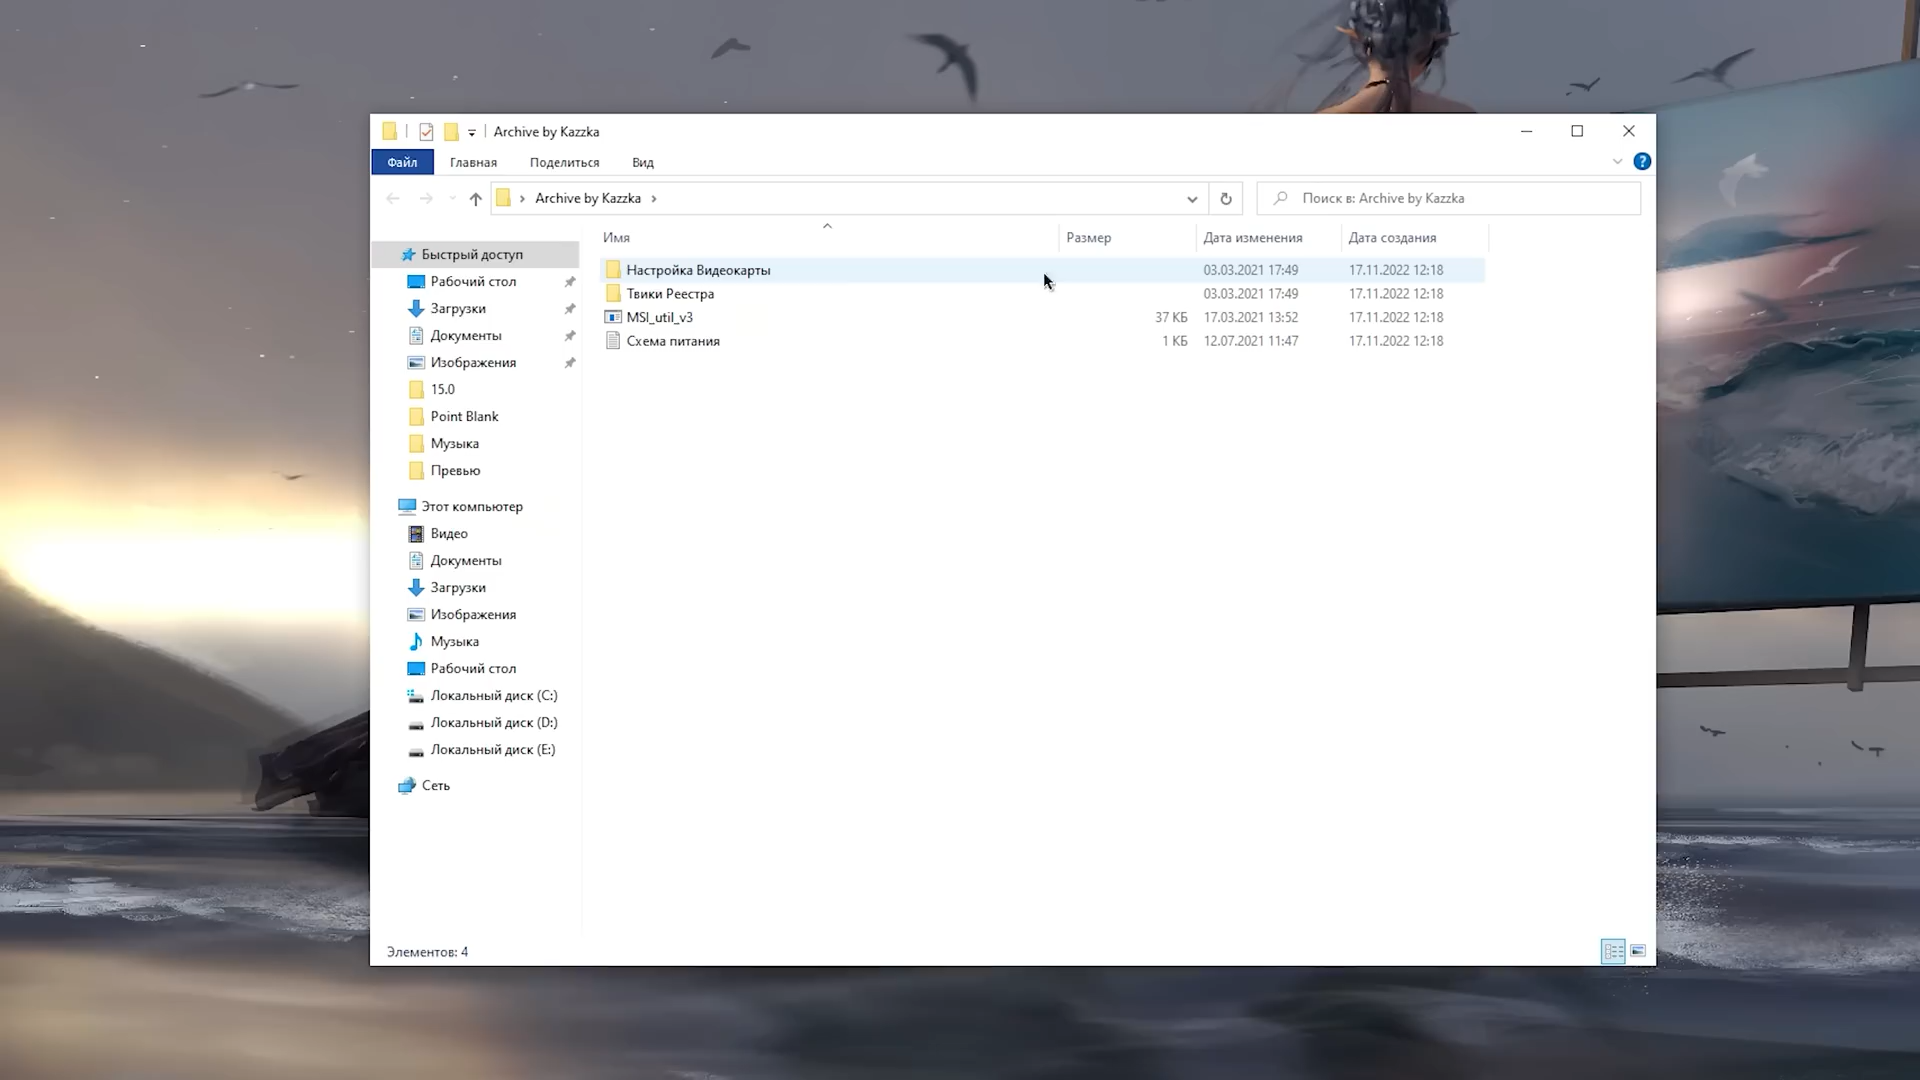 Archive by Kazzka
Файл Главная Поделиться Вид
Archive by Kazzka
Поиск в: Archive by Kazzka
Имя Размер Дата изменения Дата создания
Настройка Видеокарты 03.03.2021 17:49 17.11.2022 12:18
Твики Реестра 03.03.2021 17:49 17.11.2022 12:18
MSI_util_v3 37 КБ 17.03.2021 13:52 17.11.2022 12:18
Схема питания 1 КБ 12.07.2021 11:47 17.11.2022 12:18
Быстрый доступ
Рабочий стол
Загрузки
Документы
Изображения
15.0
Point Blank
Музыка
Превью
Этот компьютер
Видео
Документы
Загрузки
Изображения
Музыка
Рабочий стол
Локальный диск (C:)
Локальный диск (D:)
Локальный диск (E:)
Сеть
Элементов: 4